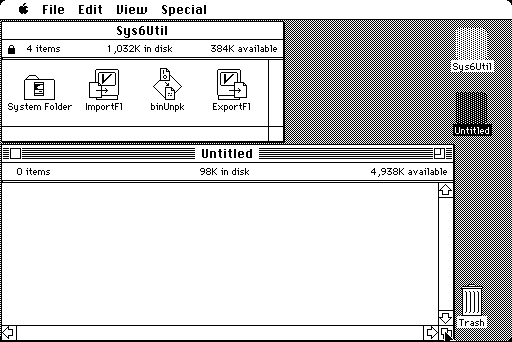 File Edit View Special
Sys6Util
4 items 1,032K in disk 384K available
System Folder ImportFl binUnpk ExportFl
Sys6Util
Untitled
Untitled
0 items 98K in disk 4,938K available
Trash